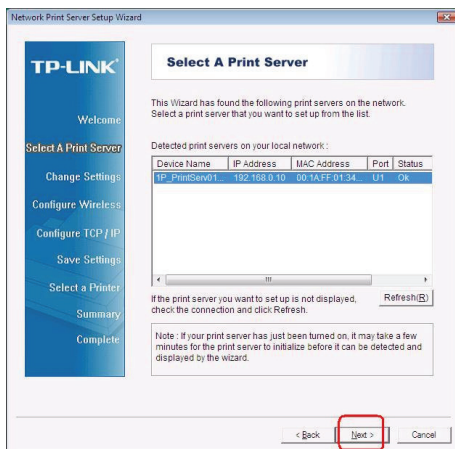 Network Print Server Setup Wizard
TP-LINK
Welcome
Select A Print Server
Change Settings
Configure Wireless
Configure TCP / IP
Save Settings
Select a Printer
Summary
Complete
Select A Print Server
This Wizard has found the following print servers on the network.
Select a print server that you want to set up from the list.
Detected print servers on your local network :
Device Name IP Address MAC Address Port Status
1P_PrintServ01... 192.168.0.10 00:1A:FF:01:34... U1 Ok
If the print server you want to set up is not displayed,
check the connection and click Refresh.
Refresh(R)
Note : If your print server has just been turned on, it may take a few
minutes for the print server to initialize before it can be detected and
displayed by the wizard.
< Back Next > Cancel